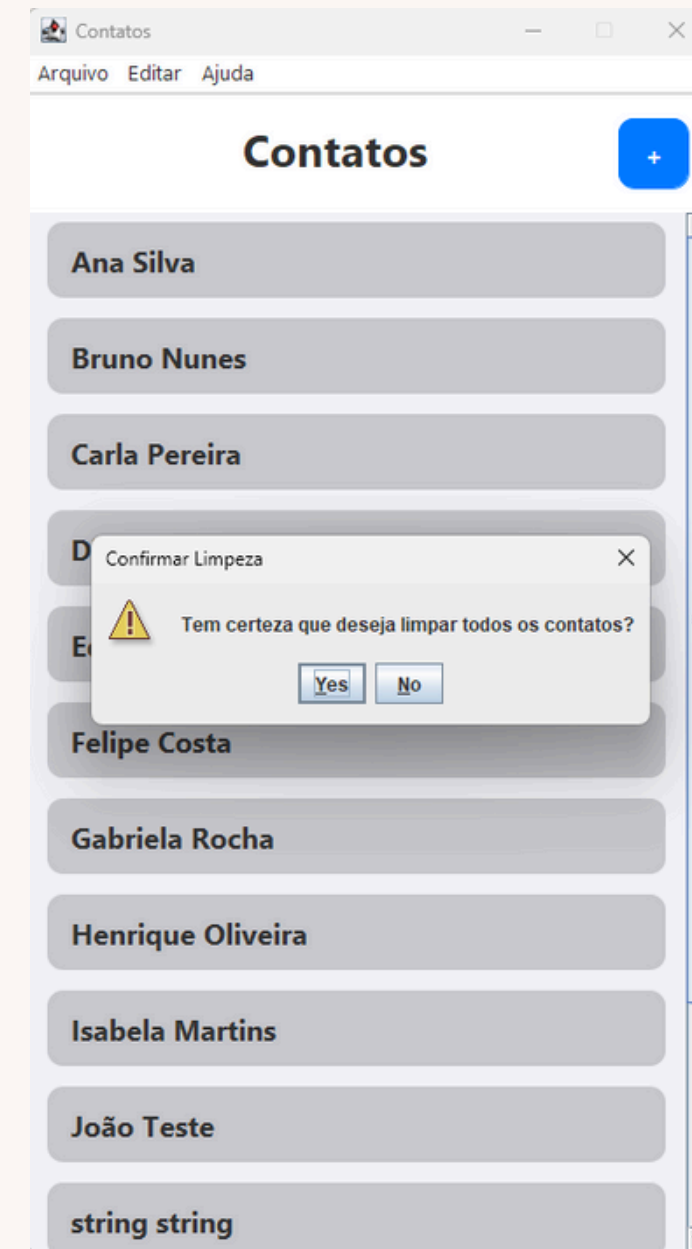 Contatos
Arquivo Editar Ajuda
Contatos
+
Ana Silva
Bruno Nunes
Carla Pereira
Confirmar Limpeza
Tem certeza que deseja limpar todos os contatos?
Yes No
Felipe Costa
Gabriela Rocha
Henrique Oliveira
Isabela Martins
João Teste
string string